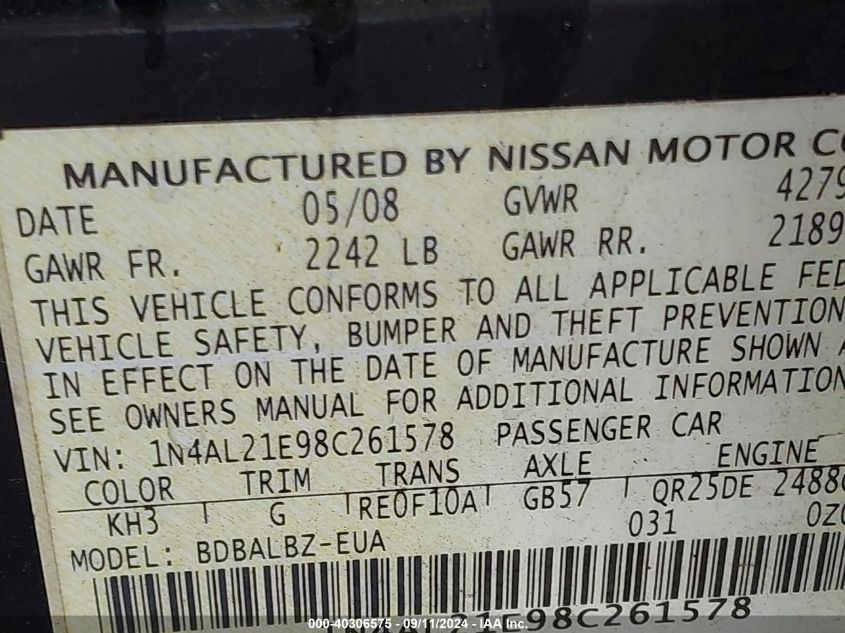 MANUFACTURED BY NISSAN MOTOR CO
DATE 05/08 GVWR 4279
GAWR FR. 2242 LB GAWR RR. 2189
THIS VEHICLE CONFORMS TO ALL APPLICABLE FED
VEHICLE SAFETY, BUMPER AND THEFT PREVENTION
IN EFFECT ON THE DATE OF MANUFACTURE SHOWN A
SEE OWNERS MANUAL FOR ADDITIONAL INFORMATION
VIN: 1N4AL21E98C261578 PASSENGER CAR
COLOR TRIM TRANS AXLE ENGINE
KH3 G RE0F10A GB57 QR25DE 2488
031 0Z0
MODEL: BDBALBZ-EUA
1N4AL21E98C261578
000-40306575 - 09/11/2024 - IAA Inc.